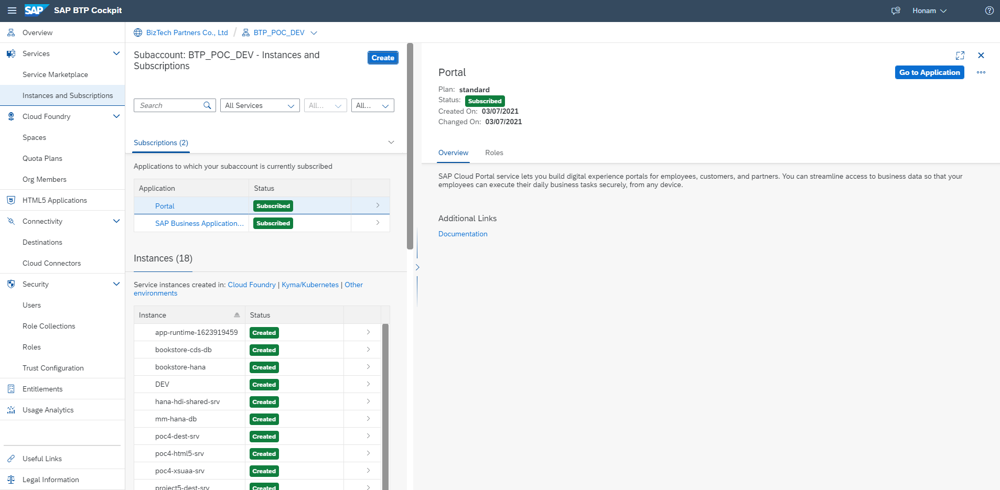 SAP SAP BTP Cockpit
Honam
Overview
Services
Service Marketplace
Instances and Subscriptions
Cloud Foundry
Spaces
Quota Plans
Org Members
HTML5 Applications
Connectivity
Destinations
Cloud Connectors
Security
Users
Role Collections
Roles
Trust Configuration
Entitlements
Usage Analytics
Useful Links
Legal Information
BizTech Partners Co., Ltd / BTP_POC_DEV
Subaccount: BTP_POC_DEV - Instances and
Subscriptions
Create
Search
All Services
All...
All...
Subscriptions (2)
Applications to which your subaccount is currently subscribed
Application Status
Portal Subscribed
SAP Business Application... Subscribed
Instances (18)
Service instances created in: Cloud Foundry | Kyma/Kubernetes | Other
environments
Instance Status
app-runtime-1623919459 Created
bookstore-cds-db Created
bookstore-hana Created
DEV Created
hana-hdi-shared-srv Created
mm-hana-db Created
poc4-dest-srv Created
poc4-html5-srv Created
poc4-xsuaa-srv Created
project5-dest-srv Created
Portal
Go to Application
Plan: standard
Status: Subscribed
Created On: 03/07/2021
Changed On: 03/07/2021
Overview Roles
SAP Cloud Portal service lets you build digital experience portals for employees, customers, and partners. You can streamline access to business data so that your
employees can execute their daily business tasks securely, from any device.
Additional Links
Documentation